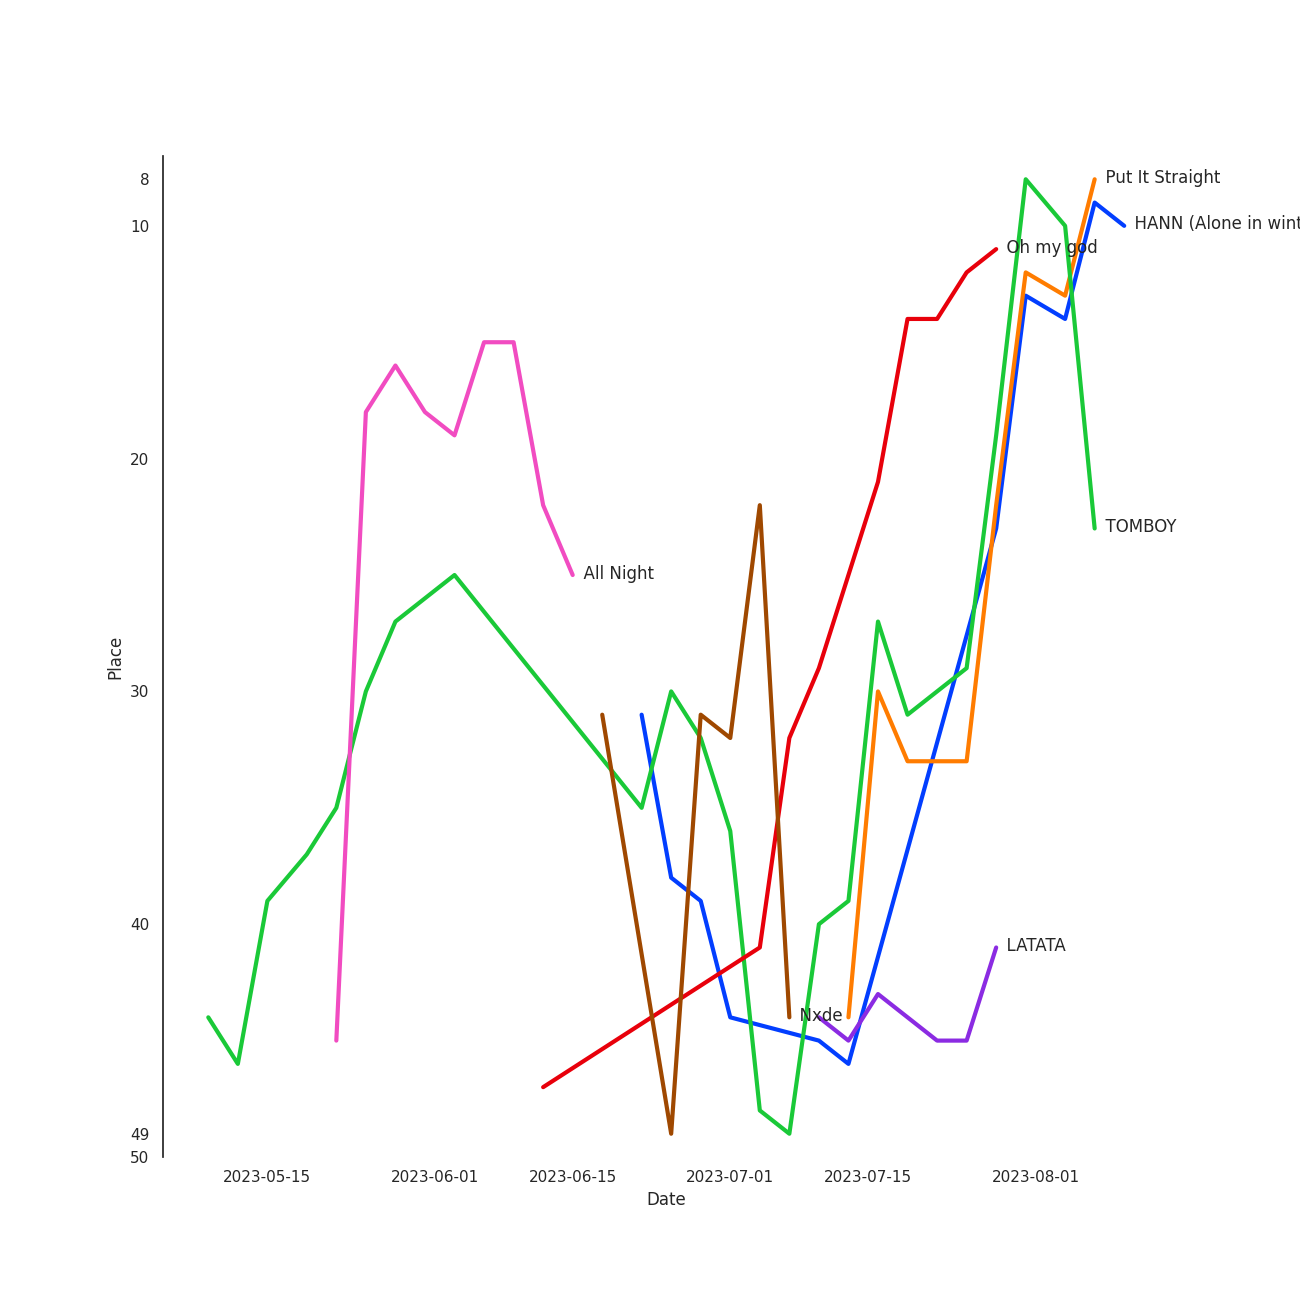 8
Put It Straight
10
HANN (Alone in wint
Oh my god
20
TOMBOY
All Night
Place
30
40
LATATA
Nxde
49
50
2023-05-15
2023-06-01
2023-06-15
2023-07-01
2023-07-15
2023-08-01
Date